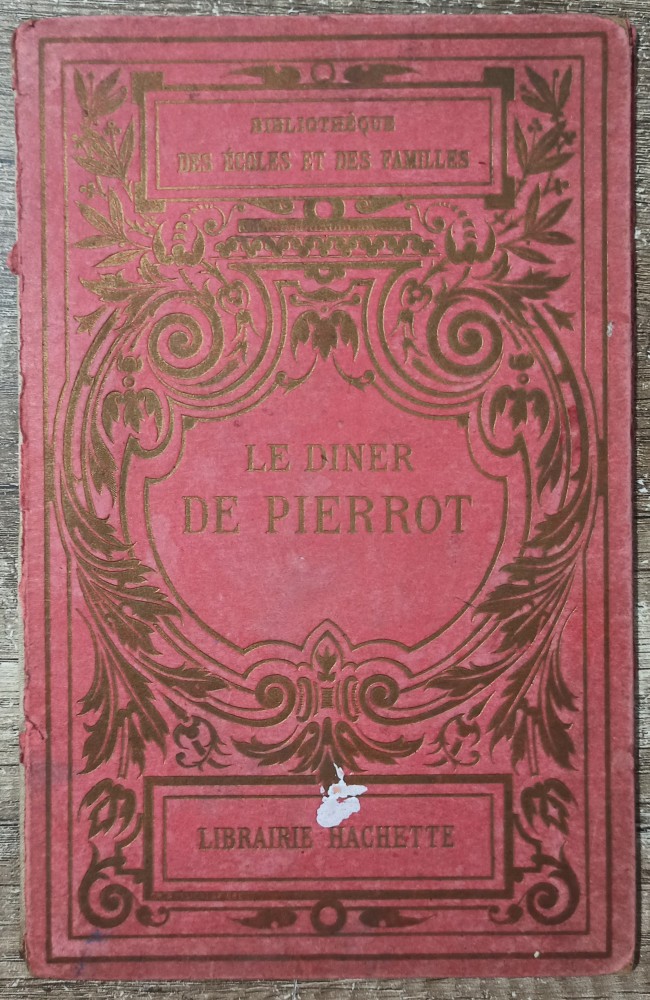 BIBLIOTHÈQUE
DES ÉCOLES ET DES FAMILLES
LE DINER
DE PIERROT
LIBRAIRIE HACHETTE